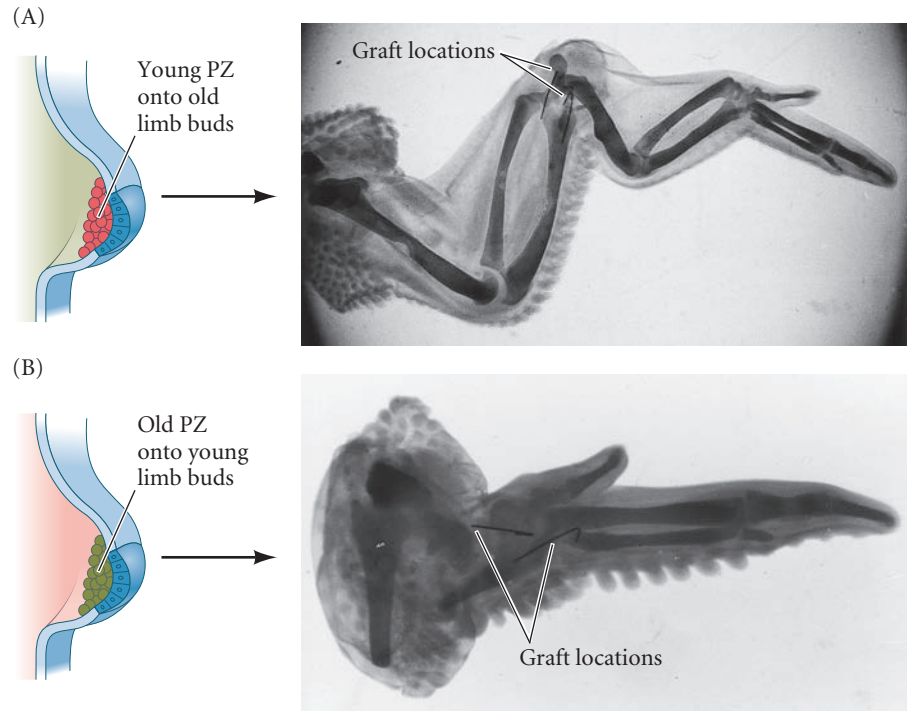 (A)
Young PZ
onto old
limb buds
Graft locations
(B)
Old PZ
onto young
limb buds
Graft locations